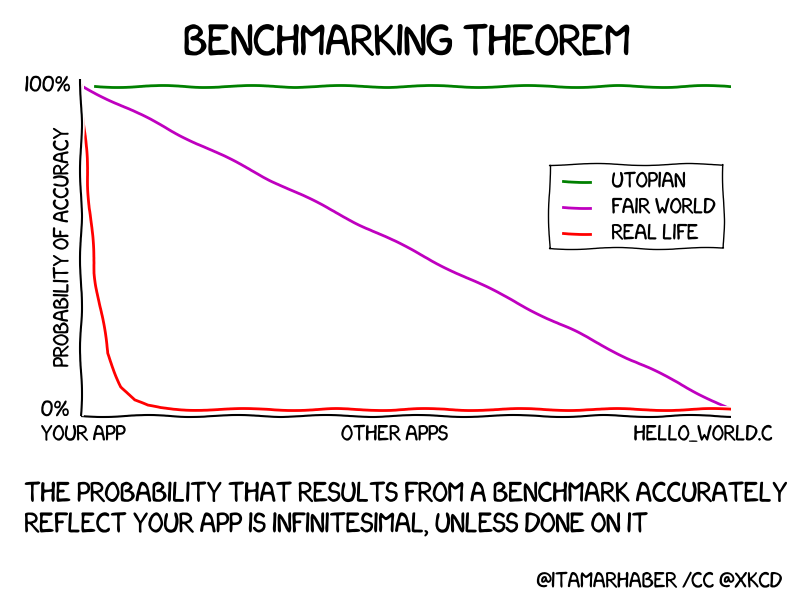 BENCHMARKING THEOREM
100%
PROBABILITY OF ACCURACY
UTOPIAN
FAIR WORLD
REAL LIFE
0%
YOUR APP
OTHER APPS
HELLO_WORLD.C
THE PROBABILITY THAT RESULTS FROM A BENCHMARK ACCURATELY
REFLECT YOUR APP IS INFINITESIMAL, UNLESS DONE ON IT
@ITAMARHABER /CC @XKCD